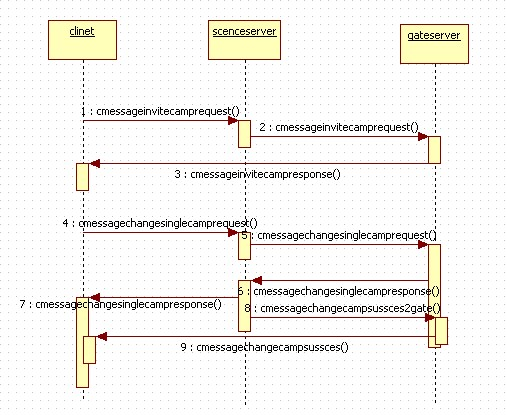 clinet
scenceserver
gateserver
1 : cmessageinvitecamprequest()
2 : cmessageinvitecamprequest()
3 : cmessageinvitecampresponse()
4 : cmessagechangesinglecamprequest()
5 : cmessagechangesinglecamprequest()
6 : cmessagechangesinglecampresponse()
7 : cmessagechangesinglecampresponse()
8 : cmessagechangecampsussces2gate()
9 : cmessagechangecampsussces()